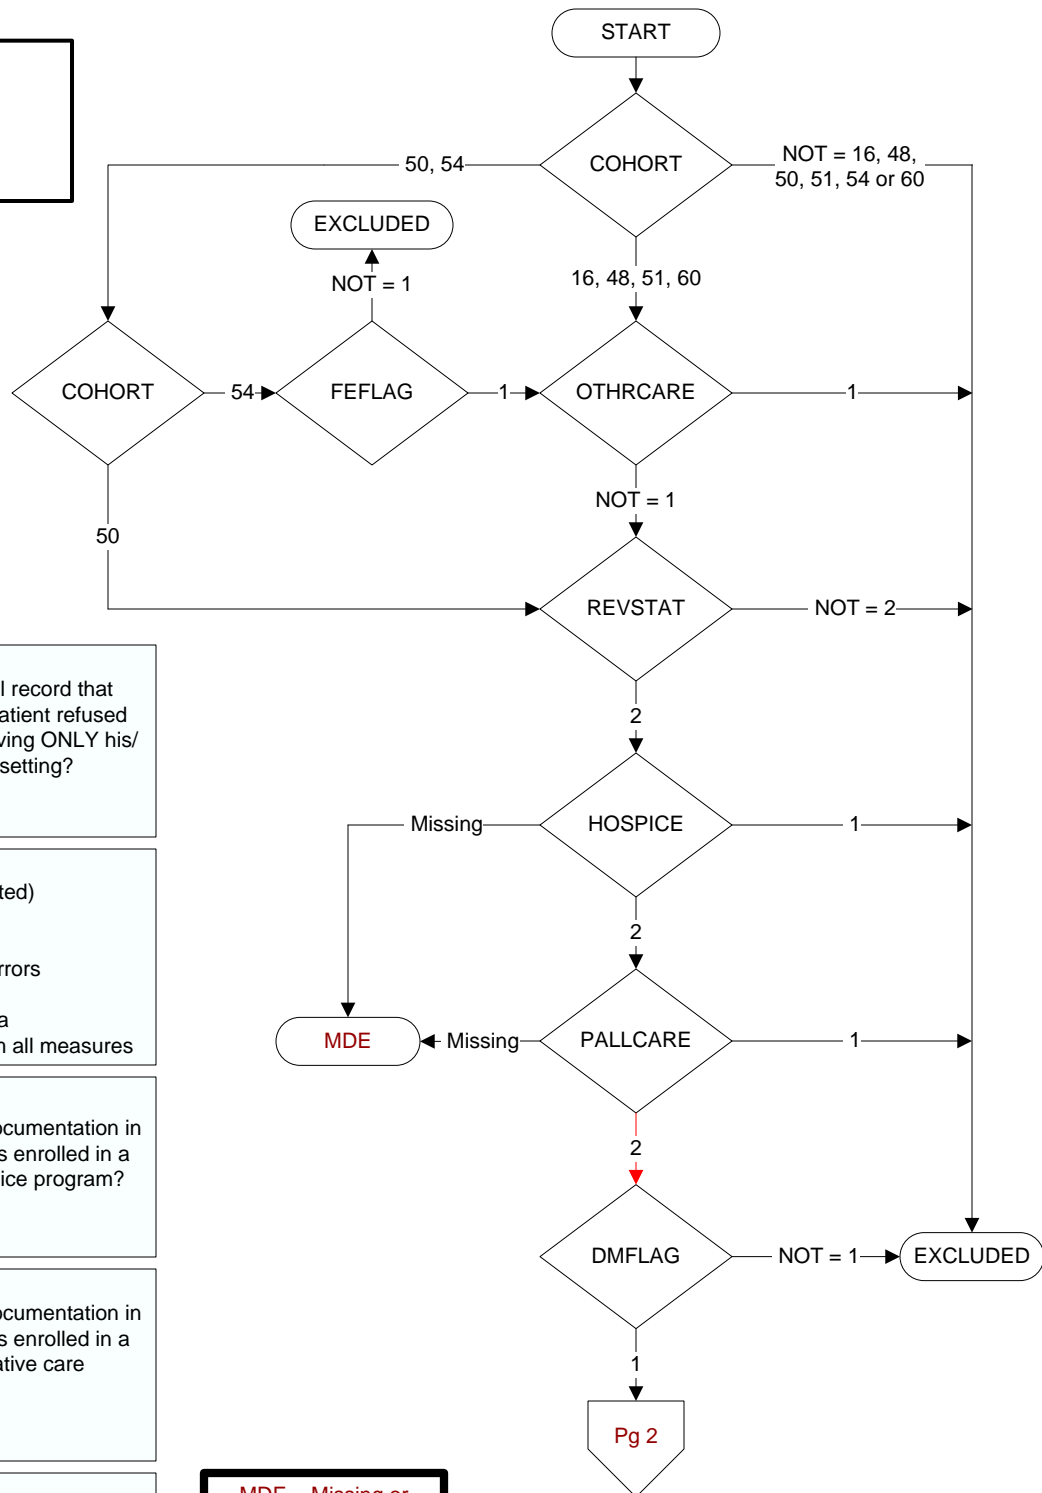 START
COHORT
50, 54
NOT = 16, 48,
50, 51, 54 or 60
EXCLUDED
NOT = 1
16, 48, 51, 60
COHORT
54
FEFLAG
1
OTHRCARE
1
NOT = 1
50
REVSTAT
NOT = 2
2
l record that
atient refused
ving ONLY his/
setting?
Missing
HOSPICE
1
2
ted)
rrors
a
n all measures
MDE
Missing
PALLCARE
1
2
ocumentation in
s enrolled in a
ice program?
DMFLAG
NOT = 1
EXCLUDED
ocumentation in
s enrolled in a
ative care
1
Pg 2
MDE = Missing or